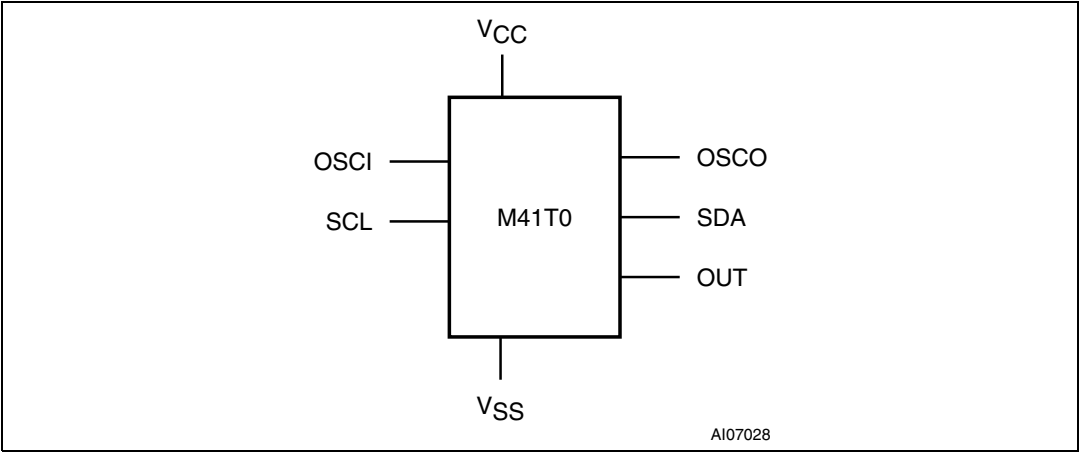 VCC
OSCI
OSCO
SCL
M41T0
SDA
OUT
VSS
AI07028